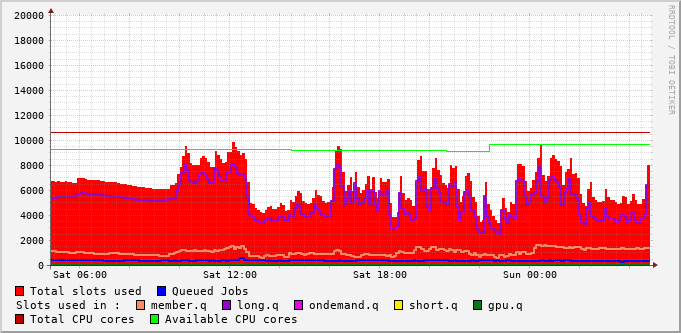 RRDTOOL / TOBI OETIKER
20000
18000
16000
14000
12000
10000
8000
6000
4000
2000
0
Sat 06:00 Sat 12:00 Sat 18:00 Sun 00:00
Total slots used Queued Jobs
Slots used in : member.q long.q ondemand.q short.q gpu.q
Total CPU cores Available CPU cores